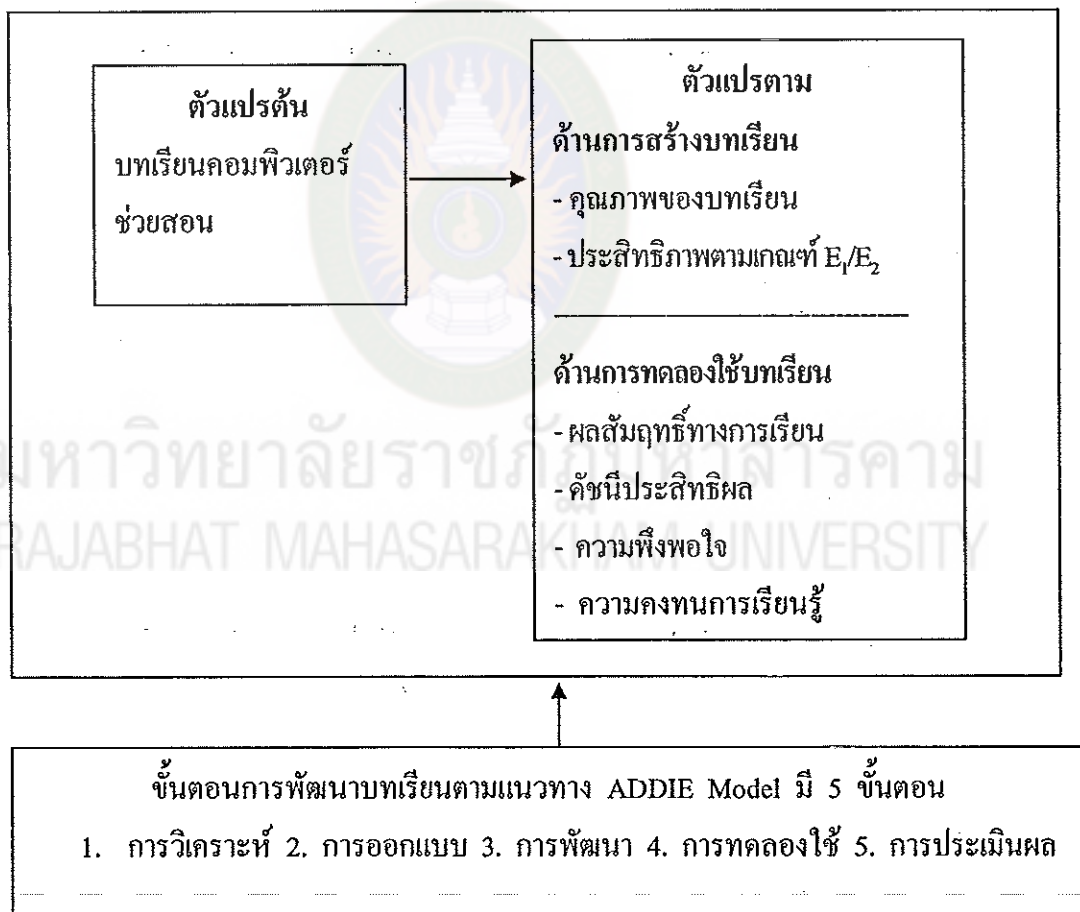 ตัวแปรต้น
บทเรียนคอมพิวเตอร์
ช่วยสอน
ตัวแปรตาม
ด้านการสร้างบทเรียน
- คุณภาพของบทเรียน
- ประสิทธิภาพตามเกณฑ์ E₁/E₂
ด้านการทดลองใช้บทเรียน
- ผลสัมฤทธิ์ทางการเรียน
- ดัชนีประสิทธิผล
- ความพึงพอใจ
- ความคงทนการเรียนรู้
มหาวิทยาลัยราชภัฏมหาสารคาม
RAJABHAT MAHASARAKHAM UNIVERSITY
ขั้นตอนการพัฒนาบทเรียนตามแนวทาง ADDIE Model มี 5 ขั้นตอน
1. การวิเคราะห์ 2. การออกแบบ 3. การพัฒนา 4. การทดลองใช้ 5. การประเมินผล